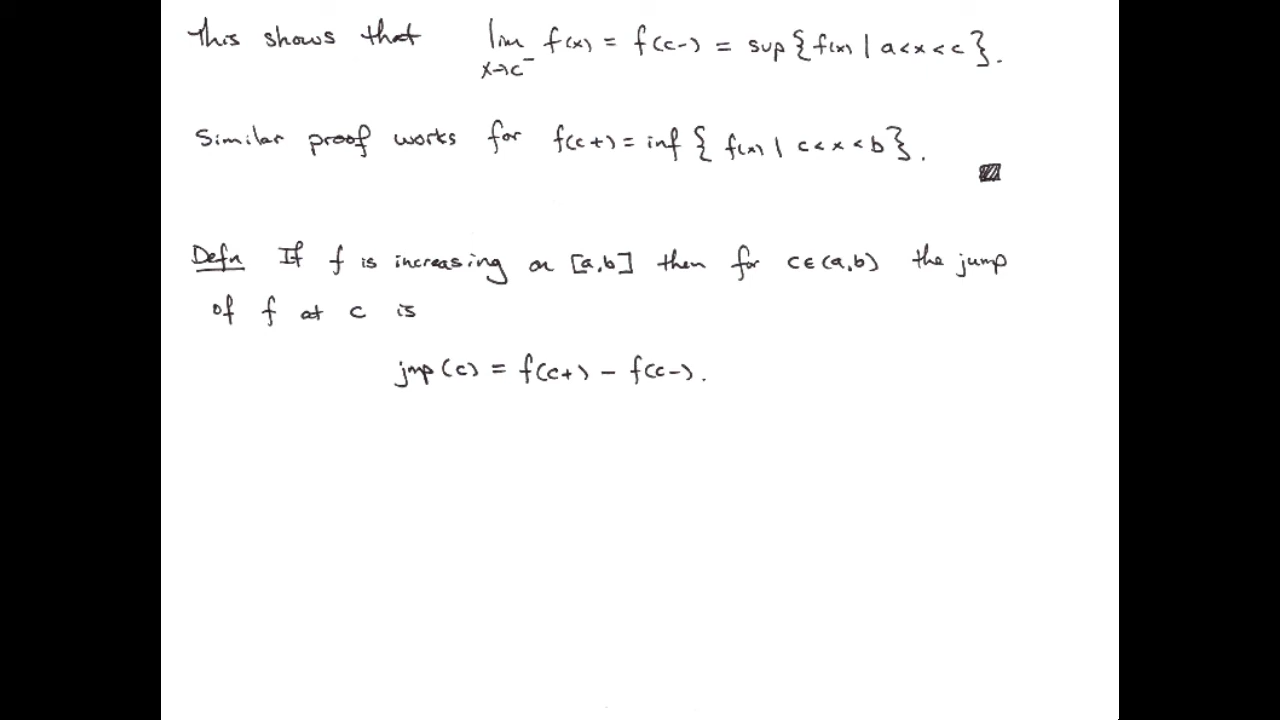 This shows that lim f(x) = f(c-) = sup { f(x) | a < x < c }.
x→c⁻
Similar proof works for f(c+) = inf { f(x) | c < x < b }.
Defn If f is increasing on [a,b] then for c∈(a,b) the jump
of f at c is
jmp(c) = f(c+) - f(c-).